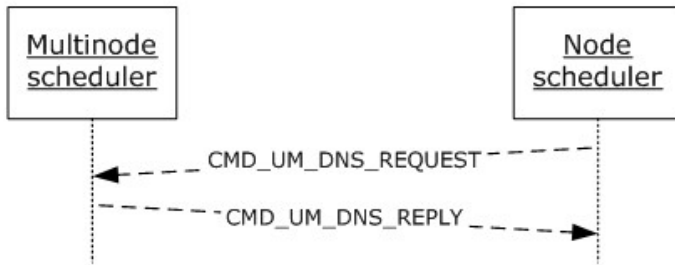 Multinode
scheduler
Node
scheduler
CMD_UM_DNS_REQUEST
CMD_UM_DNS_REPLY